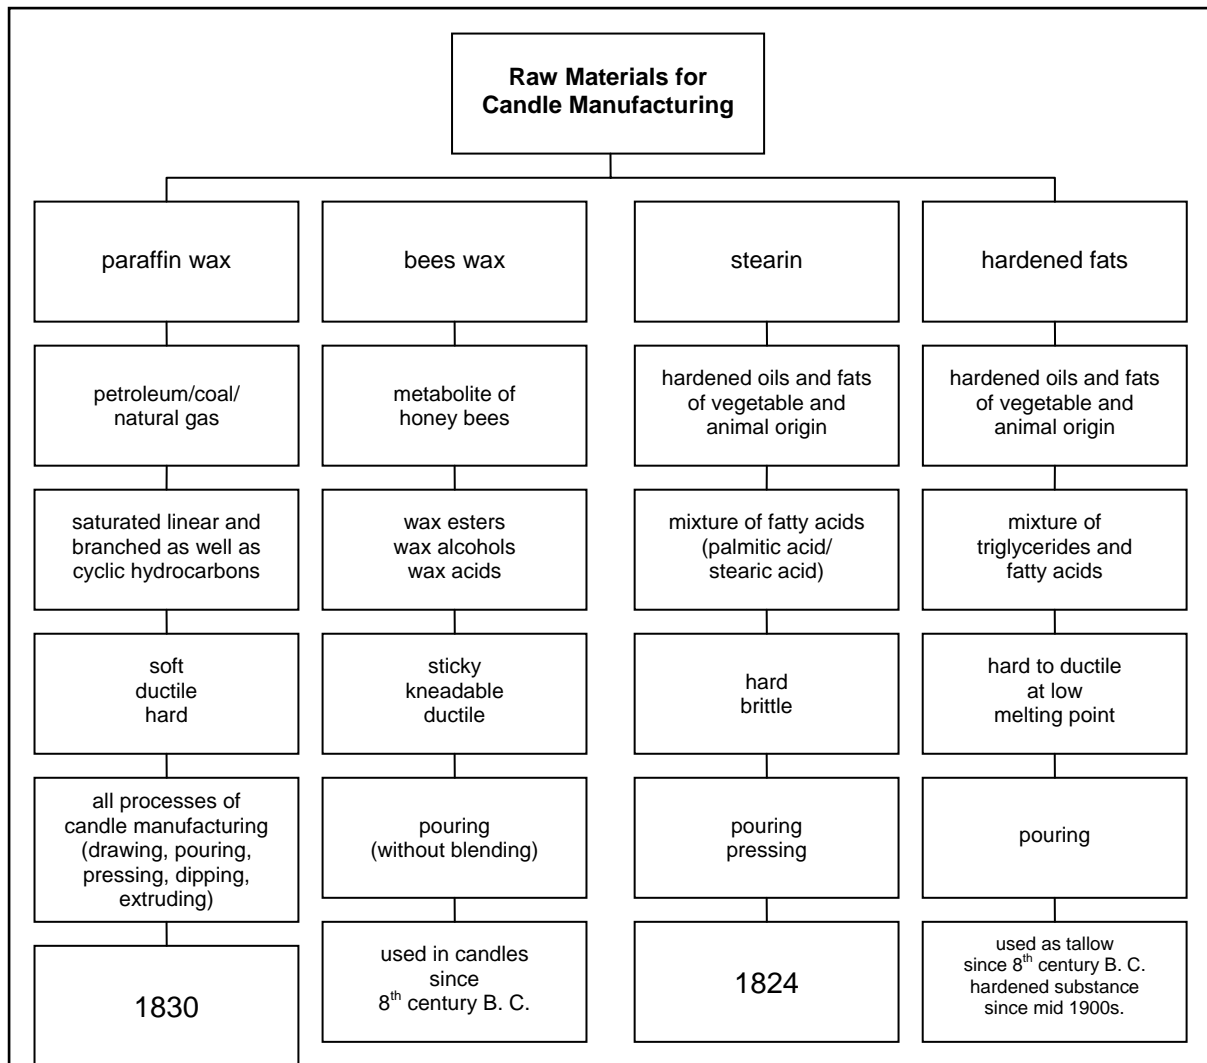 Raw Materials for
Candle Manufacturing
paraffin wax
bees wax
stearin
hardened fats
petroleum/coal/
natural gas
metabolite of
honey bees
hardened oils and fats
of vegetable and
animal origin
hardened oils and fats
of vegetable and
animal origin
saturated linear and
branched as well as
cyclic hydrocarbons
wax esters
wax alcohols
wax acids
mixture of fatty acids
(palmitic acid/
stearic acid)
mixture of
triglycerides and
fatty acids
soft
ductile
hard
sticky
kneadable
ductile
hard
brittle
hard to ductile
at low
melting point
all processes of
candle manufacturing
(drawing, pouring,
pressing, dipping,
extruding)
pouring
(without blending)
pouring
pressing
pouring
1830
used in candles
since
8th century B. C.
1824
used as tallow
since 8th century B. C.
hardened substance
since mid 1900s.